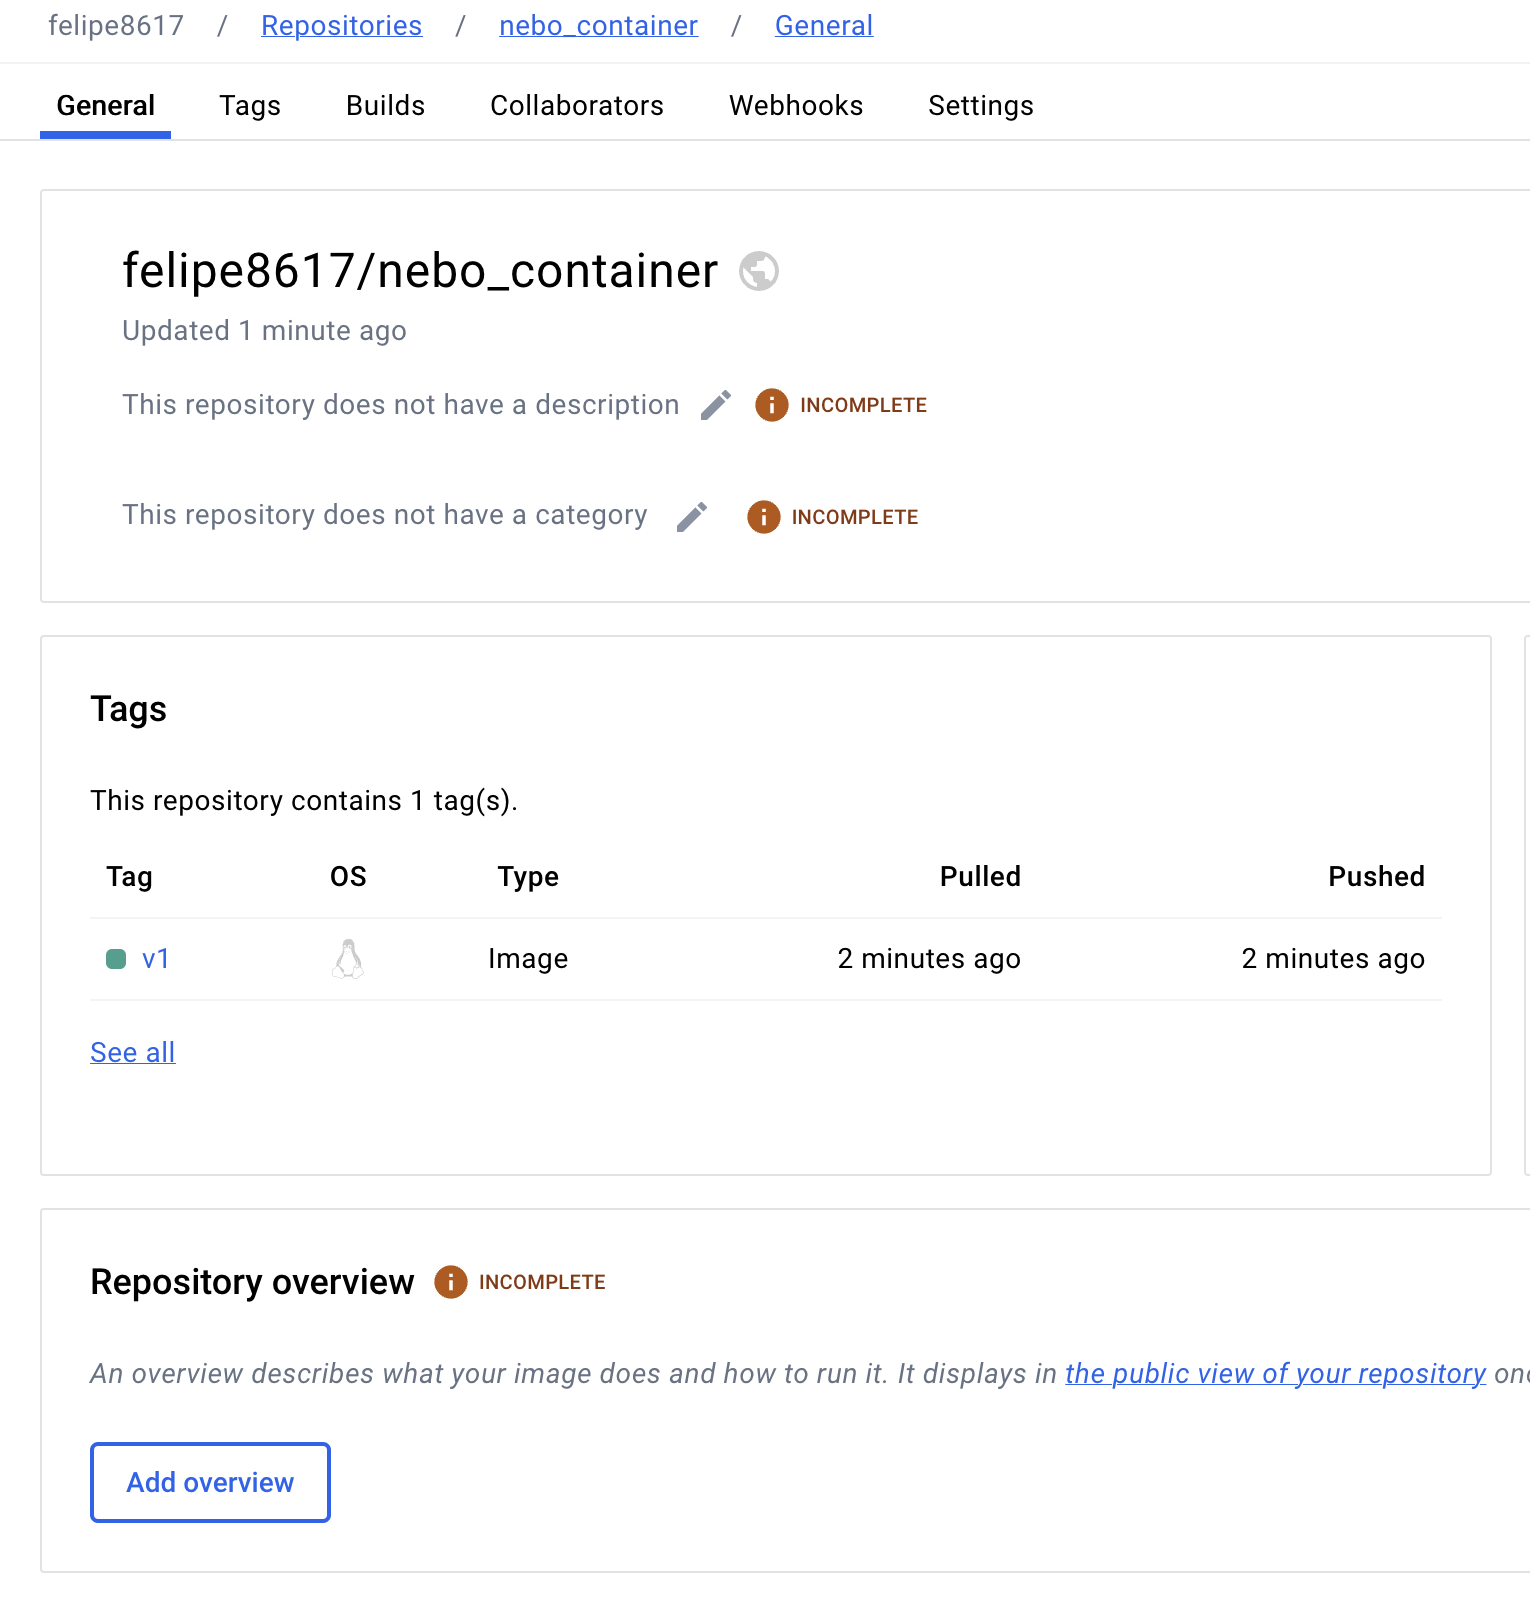 felipe8617 / Repositories / nebo_container / General
General Tags Builds Collaborators Webhooks Settings
felipe8617/nebo_container
Updated 1 minute ago
This repository does not have a description INCOMPLETE
This repository does not have a category INCOMPLETE
Tags
This repository contains 1 tag(s).
Tag OS Type Pulled Pushed
v1 Image 2 minutes ago 2 minutes ago
See all
Repository overview INCOMPLETE
An overview describes what your image does and how to run it. It displays in the public view of your repository
Add overview